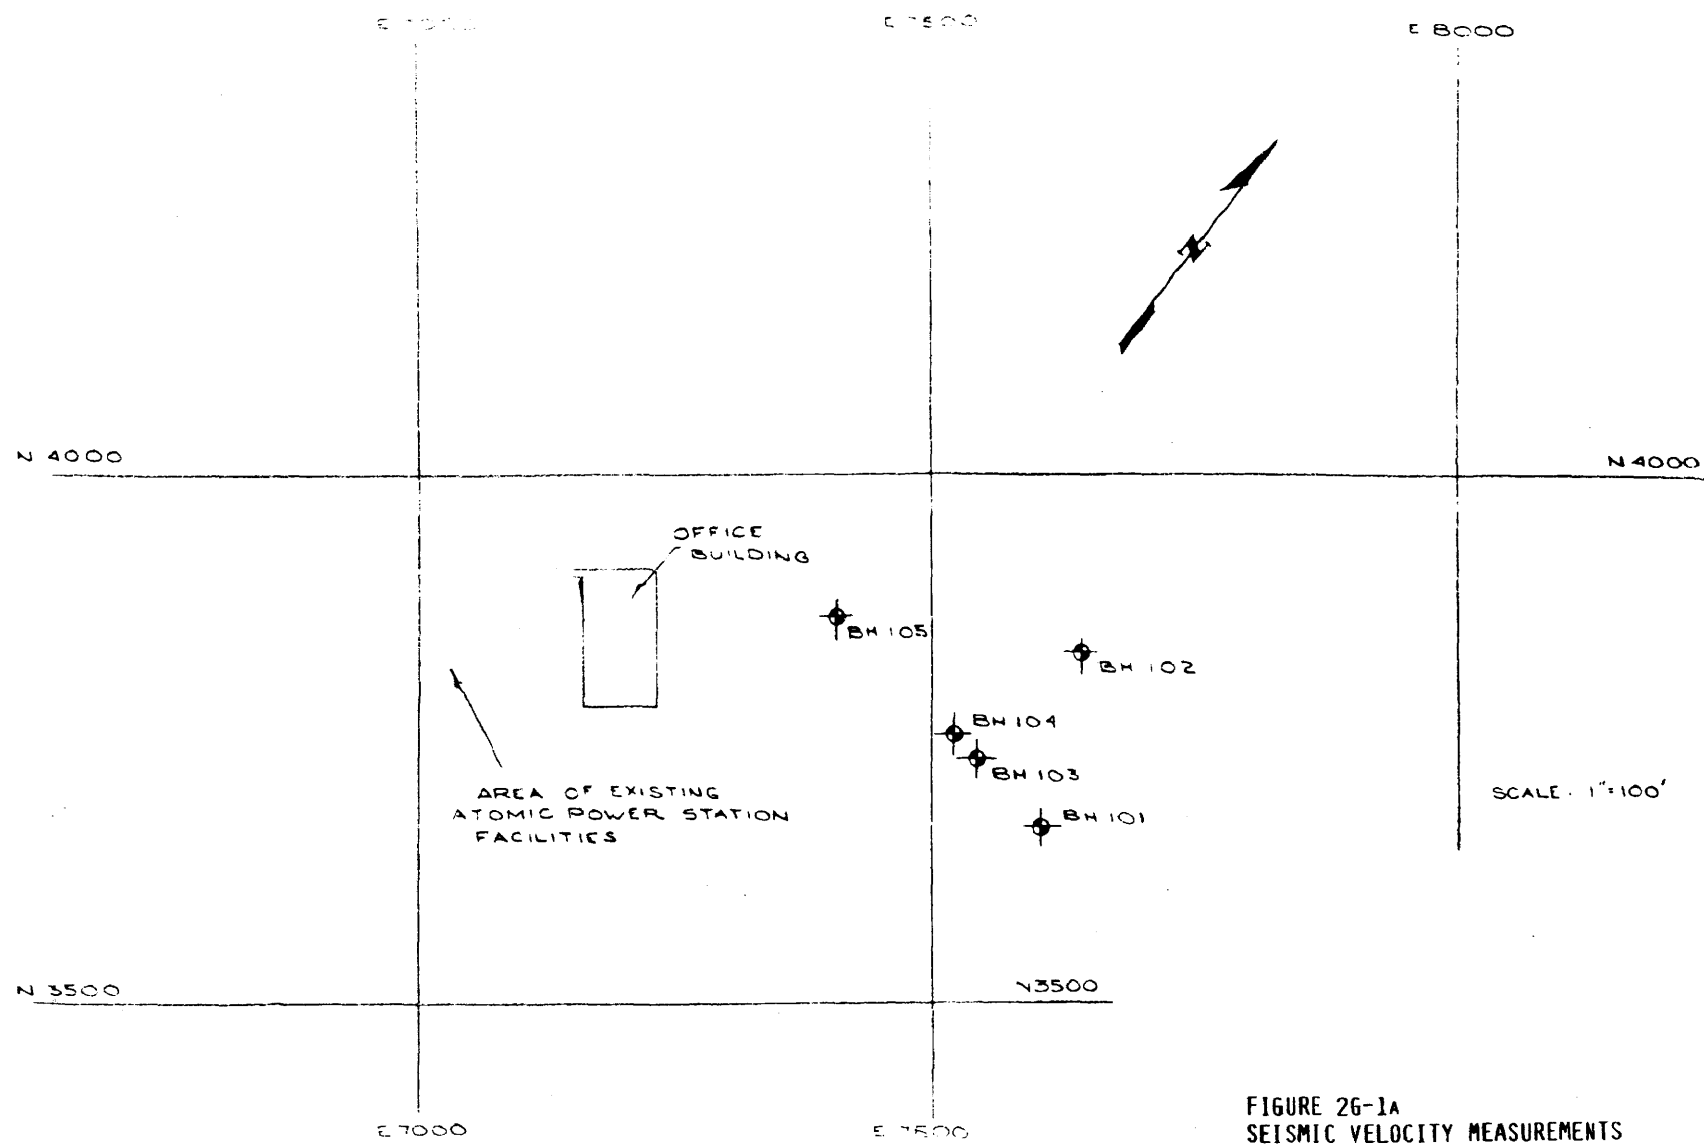 E 7000
E 7500
E 8000
N
N 4000
N 4000
OFFICE
BUILDING
BH 105
BH 102
BH 104
BH 103
AREA OF EXISTING
ATOMIC POWER STATION
FACILITIES
SCALE. 1"=100'
BH 101
N 3500
N3500
E 7000
E 7500
FIGURE 2G-1A
SEISMIC VELOCITY MEASUREMENTS